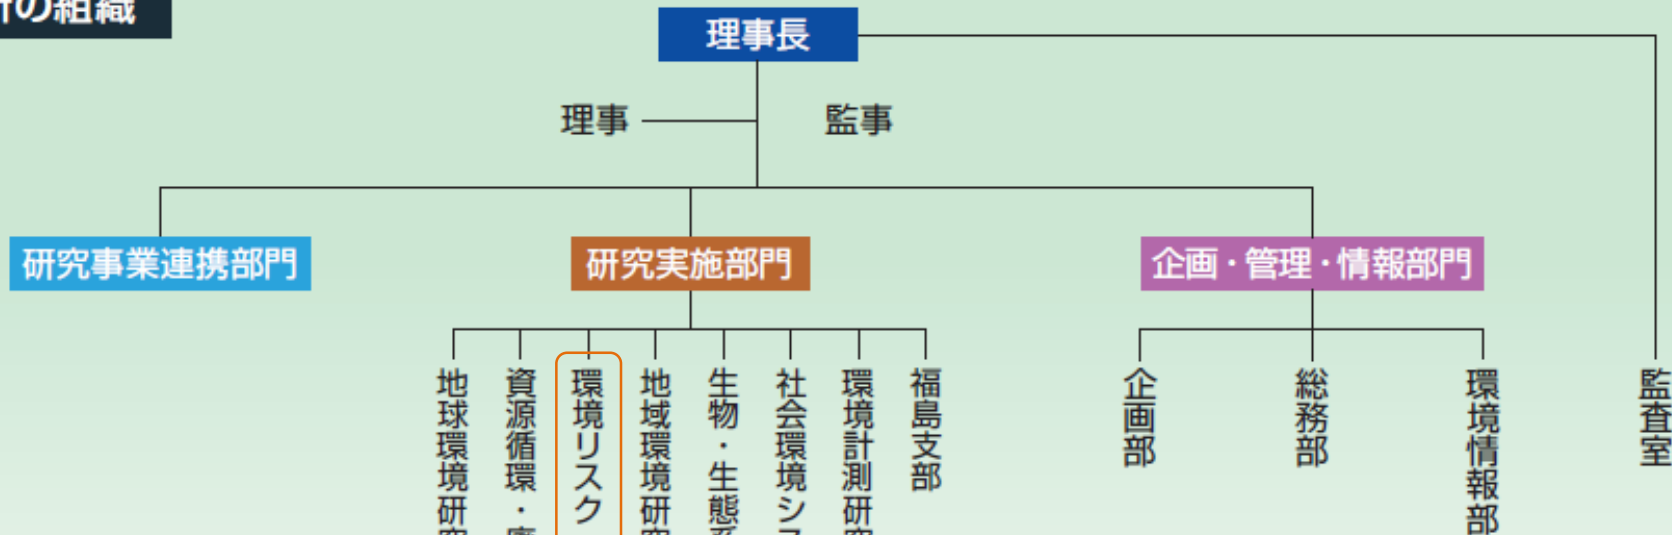 の組織
理事長
理事
監事
研究事業連携部門
研究実施部門
企画・管理・情報部門
地球環境研
資源循環・
環境リスク
地域環境研
生物・生態系
社会環境シス
環境計測研
福島支部
企画部
総務部
環境情報部
監査室